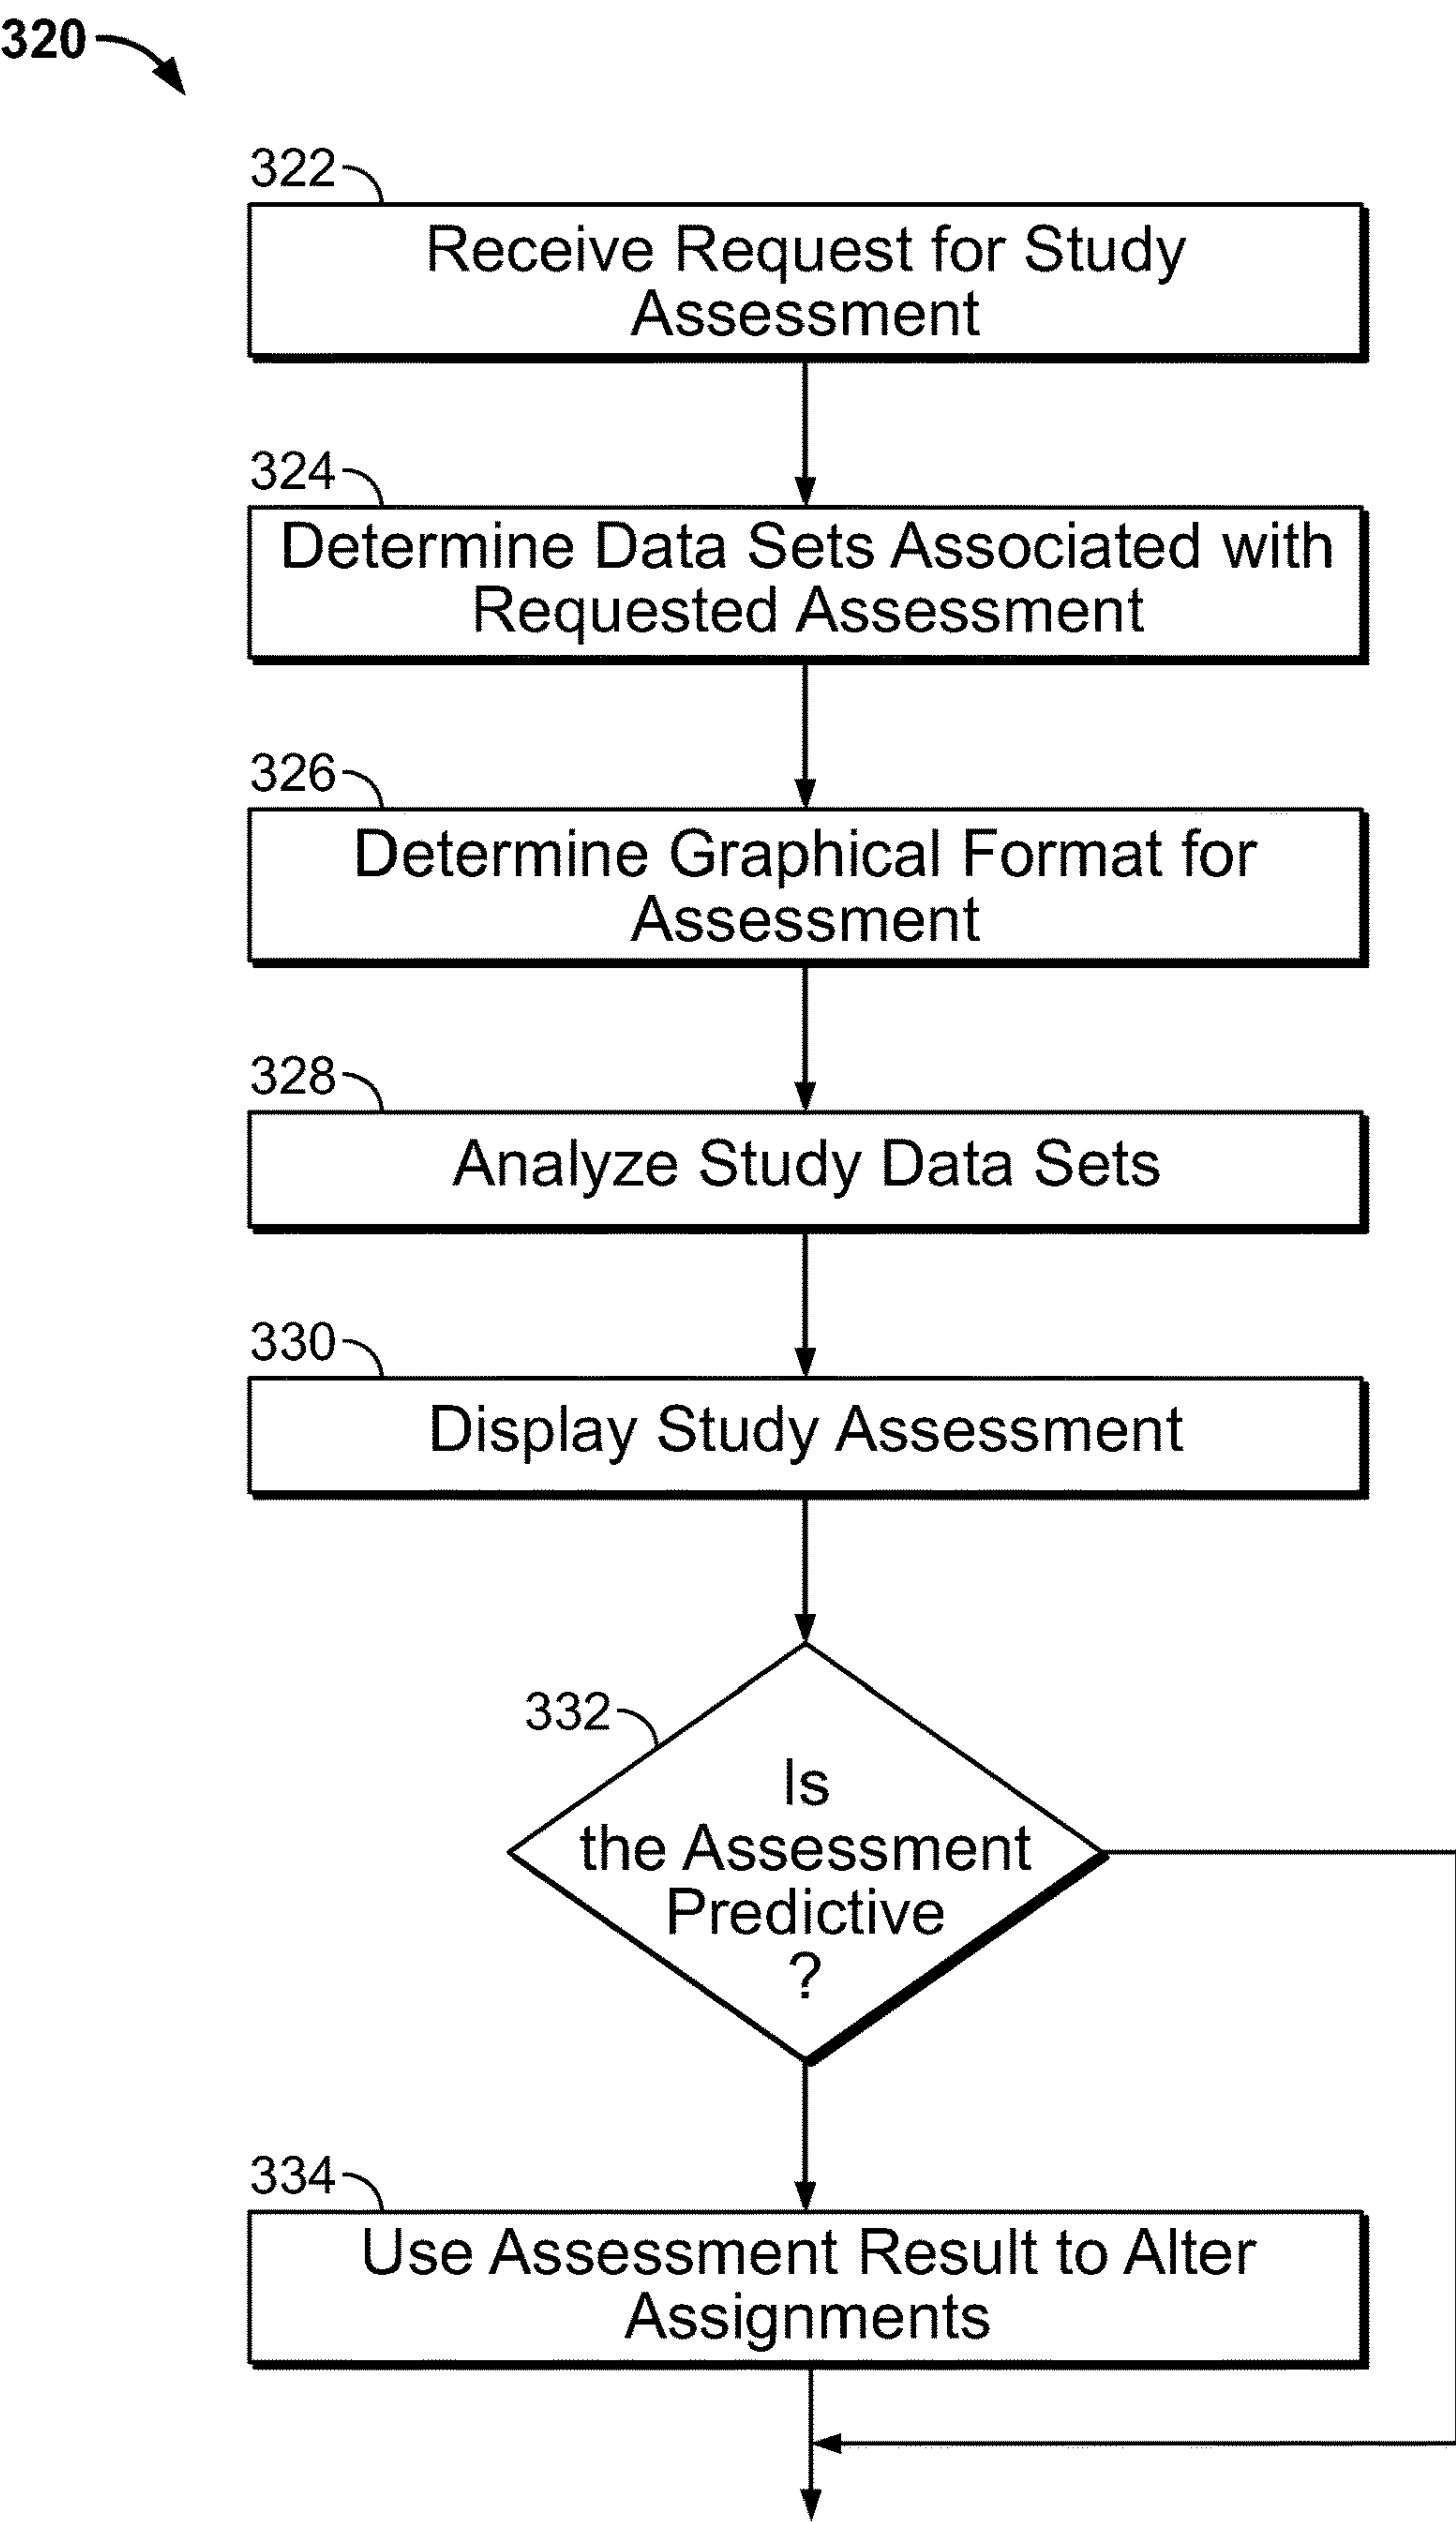 320
322
Receive Request for Study
Assessment
324
Determine Data Sets Associated with
Requested Assessment
326
Determine Graphical Format for
Assessment
328
Analyze Study Data Sets
330
Display Study Assessment
332
Is
the Assessment
Predictive
?
334
Use Assessment Result to Alter
Assignments